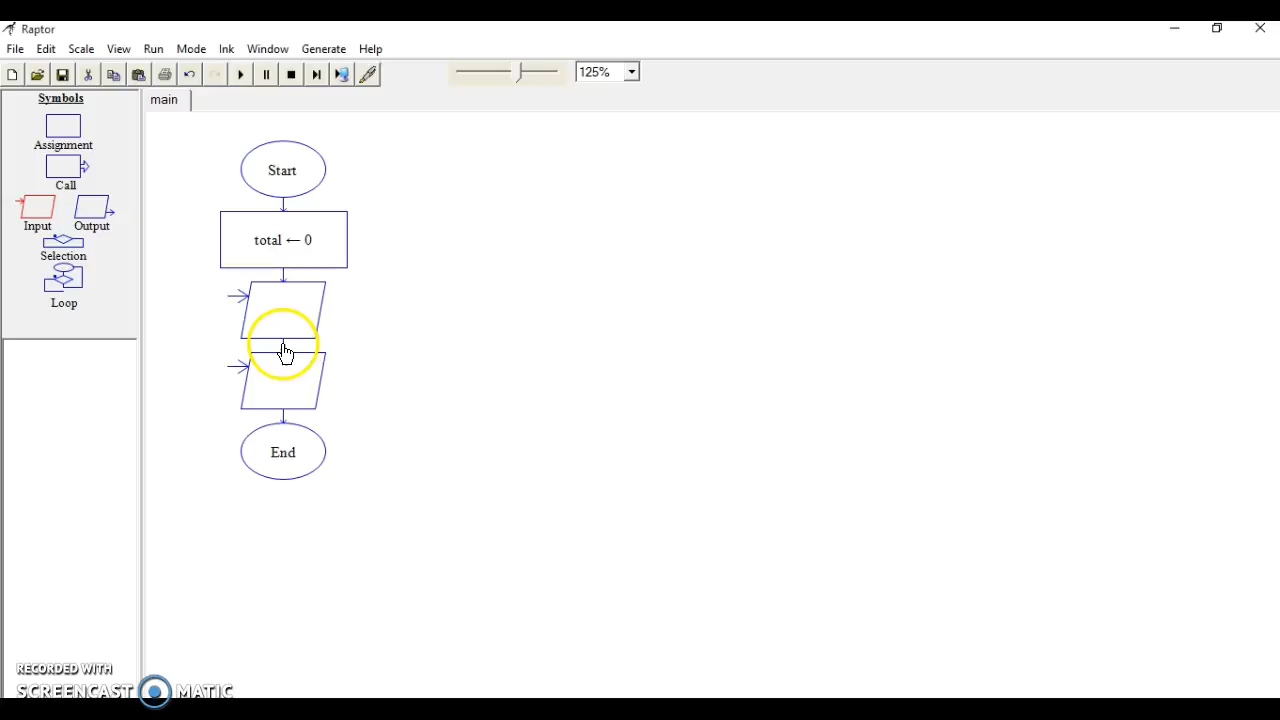 Raptor
File Edit Scale View Run Mode Ink Window Generate Help
125%
Symbols
main
Assignment
Call
Input Output
Selection
Loop
Start
total ← 0
End
RECORDED WITH
SCREENCAST MATIC